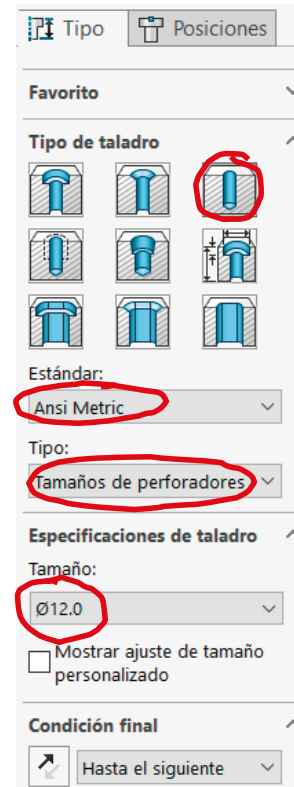 Tipo Posiciones
Favorito
Tipo de taladro
Estándar:
Ansi Metric
Tipo:
Tamaños de perforadores
Especificaciones de taladro
Tamaño:
Ø12.0
Mostrar ajuste de tamaño
personalizado
Condición final
Hasta el siguiente